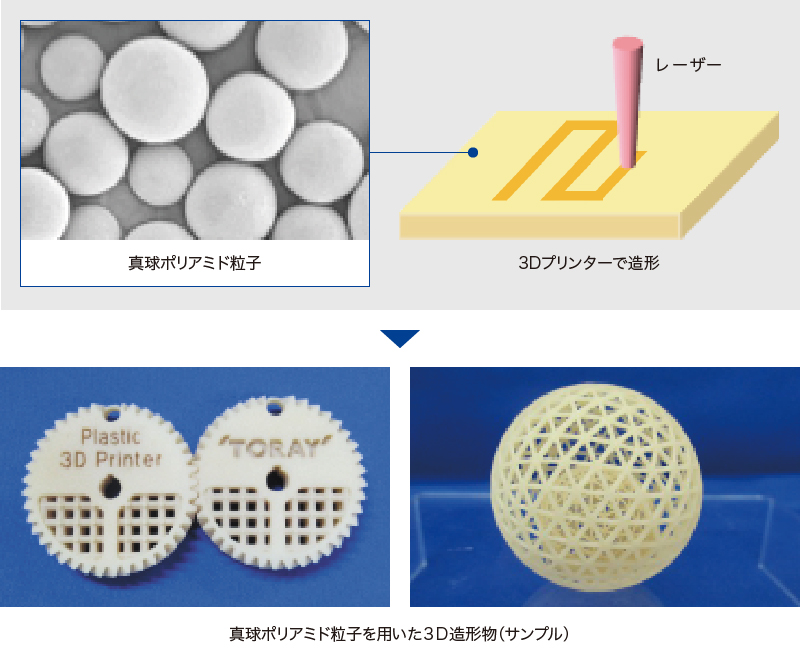 レーザー
真球ポリアミド粒子
3Dプリンターで造形
Plastic
3D Printer
'TORAY'
真球ポリアミド粒子を用いた3D造形物(サンプル)